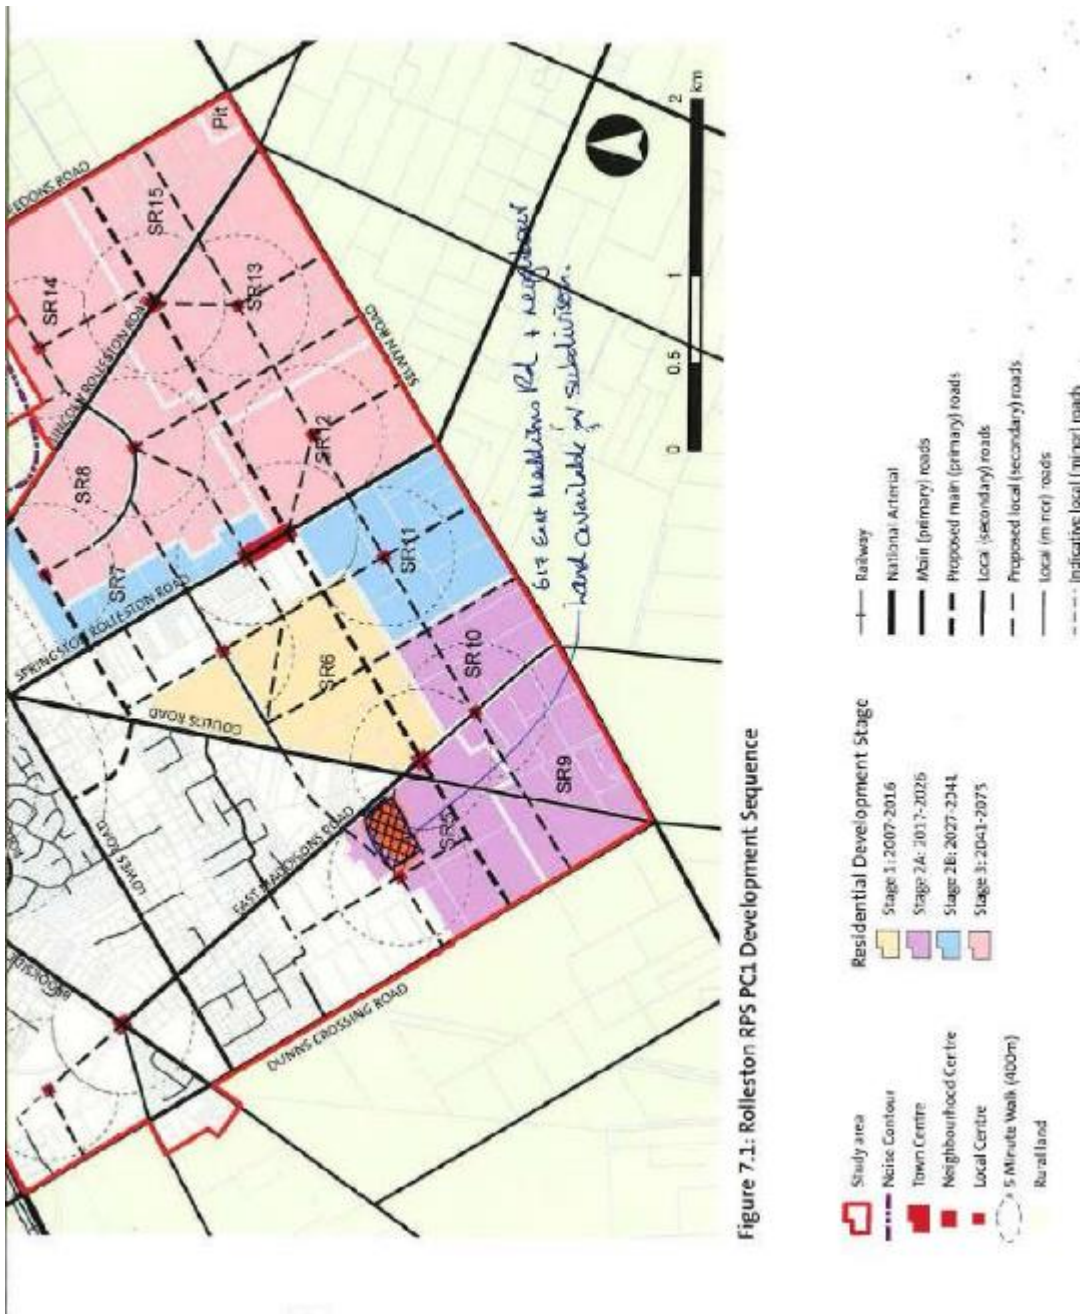 EDDONS ROAD
Pit
SR15
SR14
SR13
LINCOLN ROLLESTON ROA
SELWYN ROAD
SR12
SR8
SR7
SR11
SPRINGSTON ROLLESTON ROAD
SR6
SR10
COULTS ROAD
SR9
SR5
LOWES ROAD
EAST MADDISONS ROAD
ROAD
BROOKSIDE
DUNNS CROSSING ROAD
617 East Maddisons Rd + neighbour
land available for subdivision.
0 0.5 1 2
km
Figure 7.1: Rolleston RPS PC1 Development Sequence
Study area
Noise Contour
Town Centre
Neighbourhood Centre
Local Centre
5 Minute Walk (400m)
Rural land
Residential Development Stage
Stage 1: 2007-2016
Stage 2A: 2017-2026
Stage 2B: 2027-2041
Stage 3: 2041-2075
Railway
National Arterial
Main (primary) roads
Proposed main (primary) roads
Local (secondary) roads
Proposed local (secondary) roads
Local (minor) roads
Indicative local (minor) roads